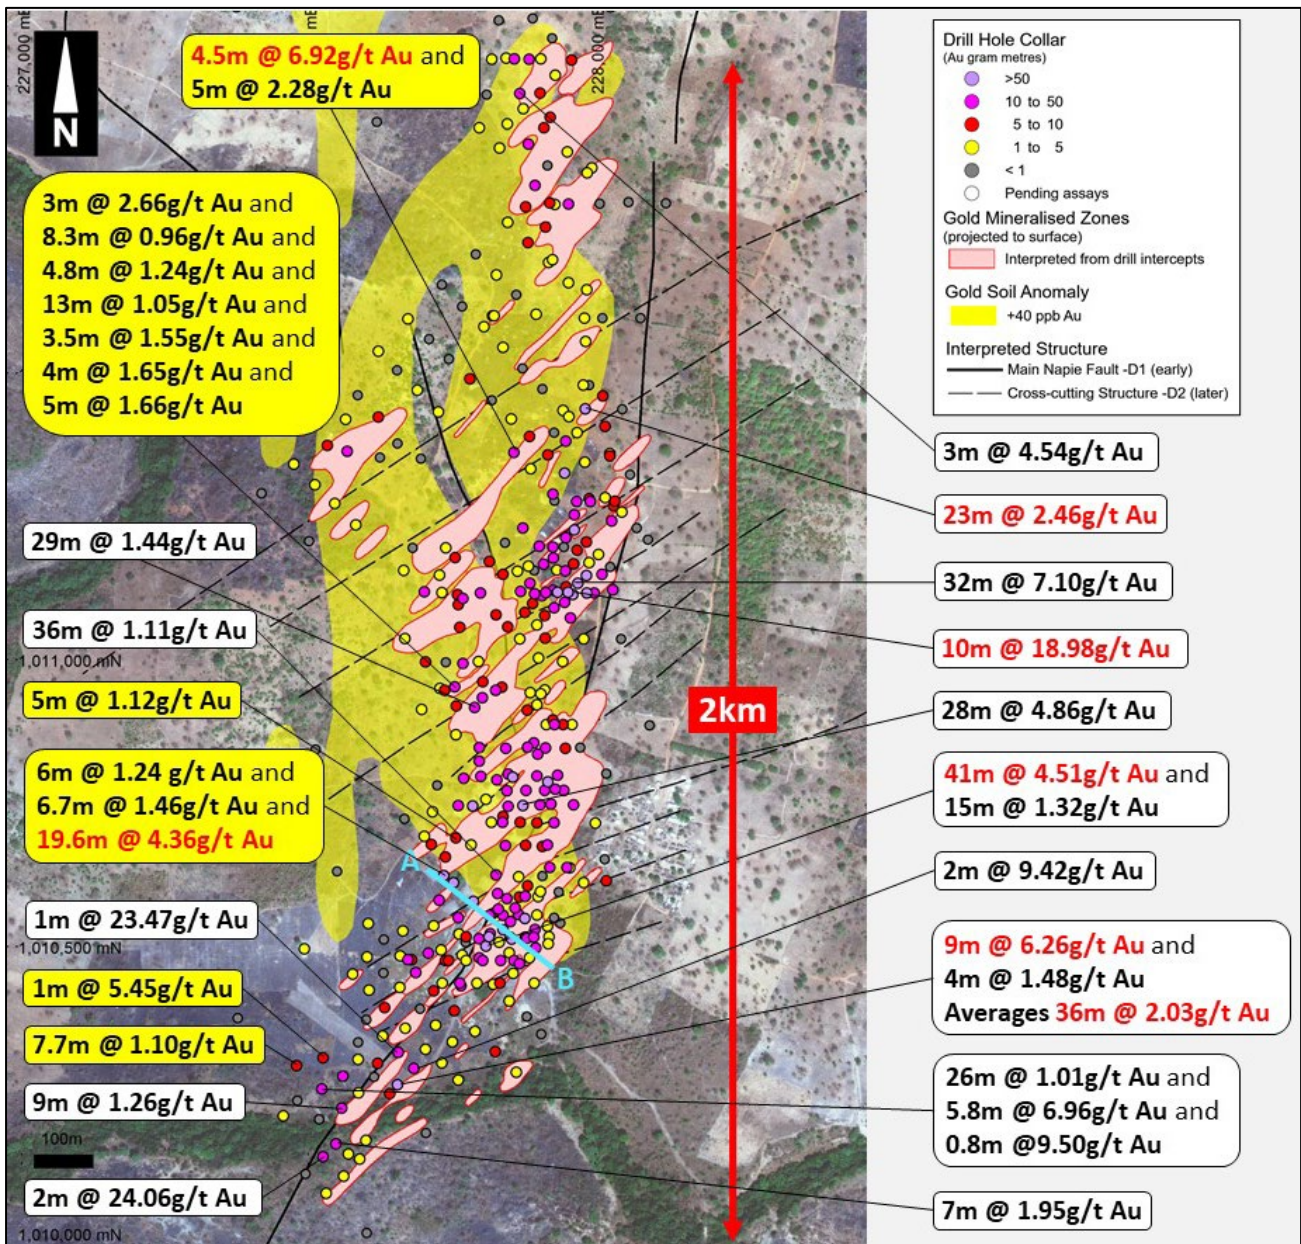 227,000 mE
mE
228,000 mE
N
4.5m @ 6.92g/t Au and
5m @ 2.28g/t Au
3m @ 2.66g/t Au and
8.3m @ 0.96g/t Au and
4.8m @ 1.24g/t Au and
13m @ 1.05g/t Au and
3.5m @ 1.55g/t Au and
4m @ 1.65g/t Au and
5m @ 1.66g/t Au
29m @ 1.44g/t Au
36m @ 1.11g/t Au
1,011,000 mN
5m @ 1.12g/t Au
6m @ 1.24 g/t Au and
6.7m @ 1.46g/t Au and
19.6m @ 4.36g/t Au
1m @ 23.47g/t Au
1,010,500 mN
1m @ 5.45g/t Au
7.7m @ 1.10g/t Au
9m @ 1.26g/t Au
100m
2m @ 24.06g/t Au
1,010,000 mN
A
B
2km
Drill Hole Collar
(Au gram metres)
>50
10 to 50
5 to 10
1 to 5
< 1
Pending assays
Gold Mineralised Zones
(projected to surface)
Interpreted from drill intercepts
Gold Soil Anomaly
+40 ppb Au
Interpreted Structure
Main Napie Fault -D1 (early)
Cross-cutting Structure -D2 (later)
3m @ 4.54g/t Au
23m @ 2.46g/t Au
32m @ 7.10g/t Au
10m @ 18.98g/t Au
28m @ 4.86g/t Au
41m @ 4.51g/t Au and
15m @ 1.32g/t Au
2m @ 9.42g/t Au
9m @ 6.26g/t Au and
4m @ 1.48g/t Au
Averages 36m @ 2.03g/t Au
26m @ 1.01g/t Au and
5.8m @ 6.96g/t Au and
0.8m @9.50g/t Au
7m @ 1.95g/t Au